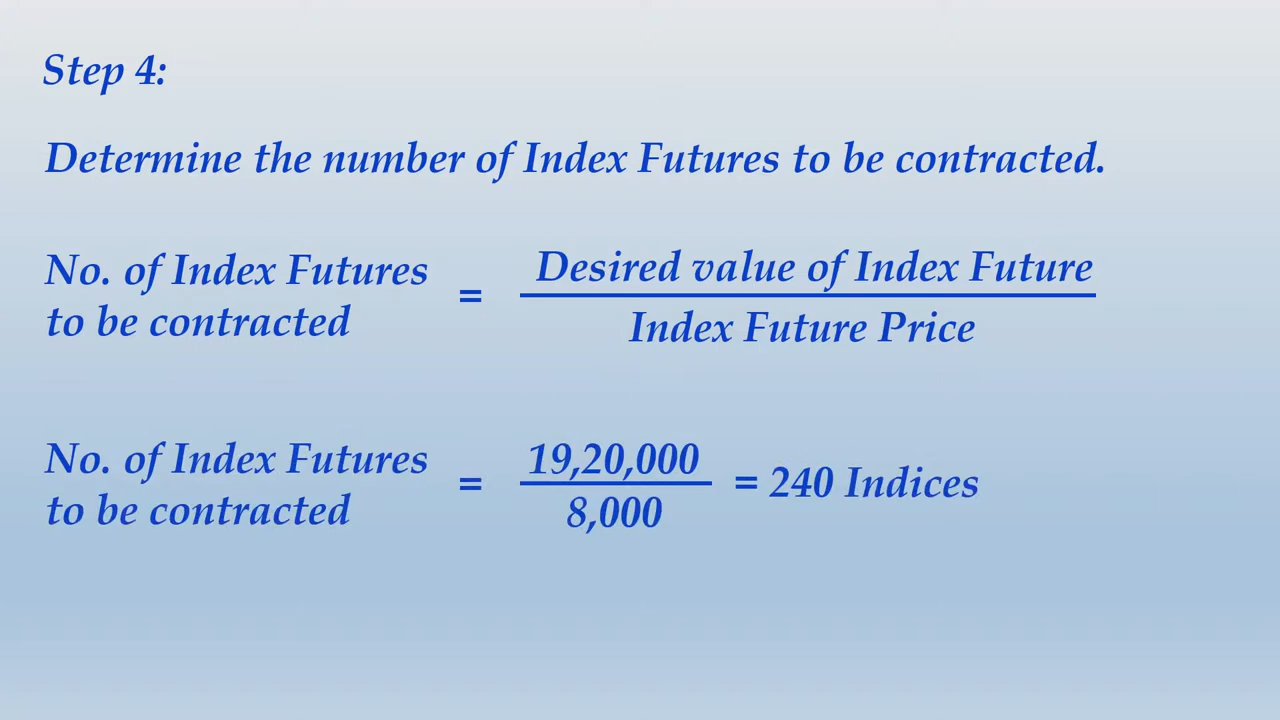 Step 4:
Determine the number of Index Futures to be contracted.
No. of Index Futures
to be contracted
=
Desired value of Index Future
Index Future Price
No. of Index Futures
to be contracted
=
19,20,000
8,000
= 240 Indices